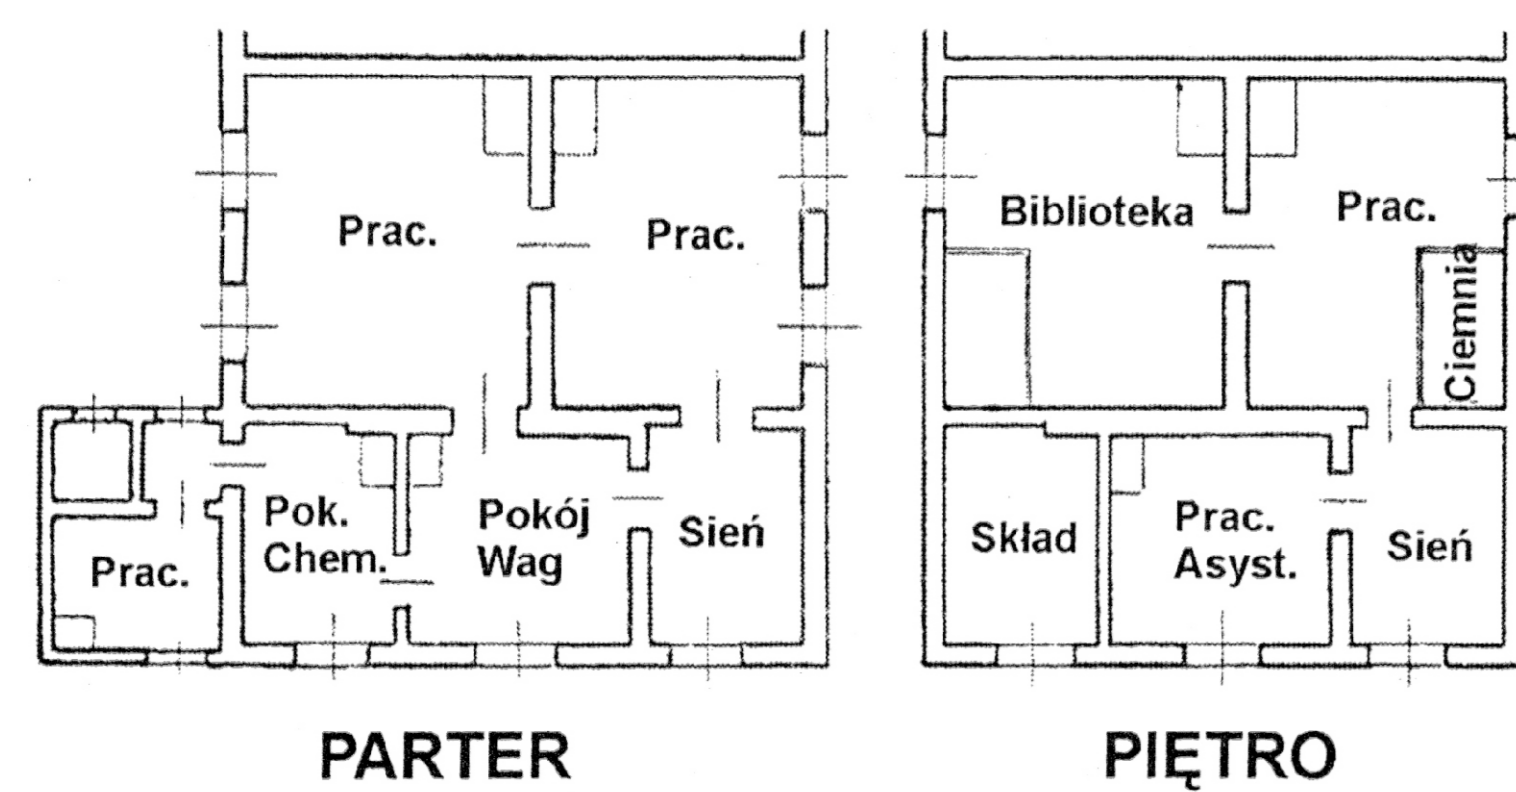 Prac.
Prac.
Pok.
Chem.
Pokój
Wag
Sień
Prac.
PARTER
Biblioteka
Prac.
Ciemnia
Skład
Prac.
Asyst.
Sień
PIĘTRO